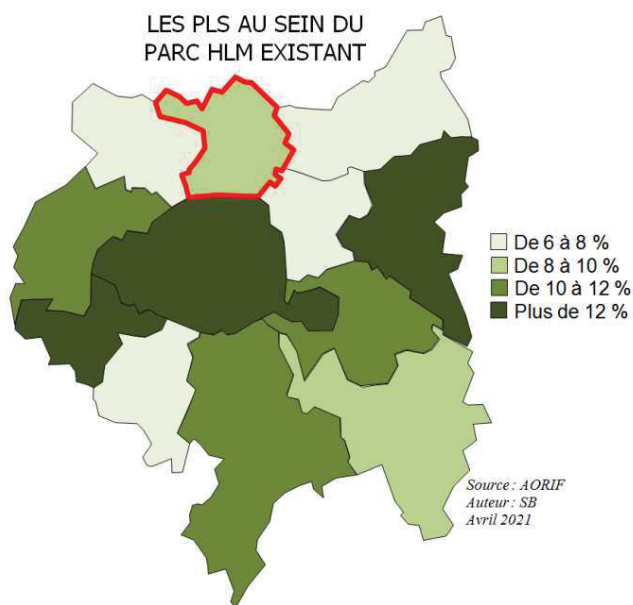 LES PLS AU SEIN DU
PARC HLM EXISTANT
De 6 à 8 %
De 8 à 10 %
De 10 à 12 %
Plus de 12 %
Source : AORIF
Auteur : SB
Avril 2021